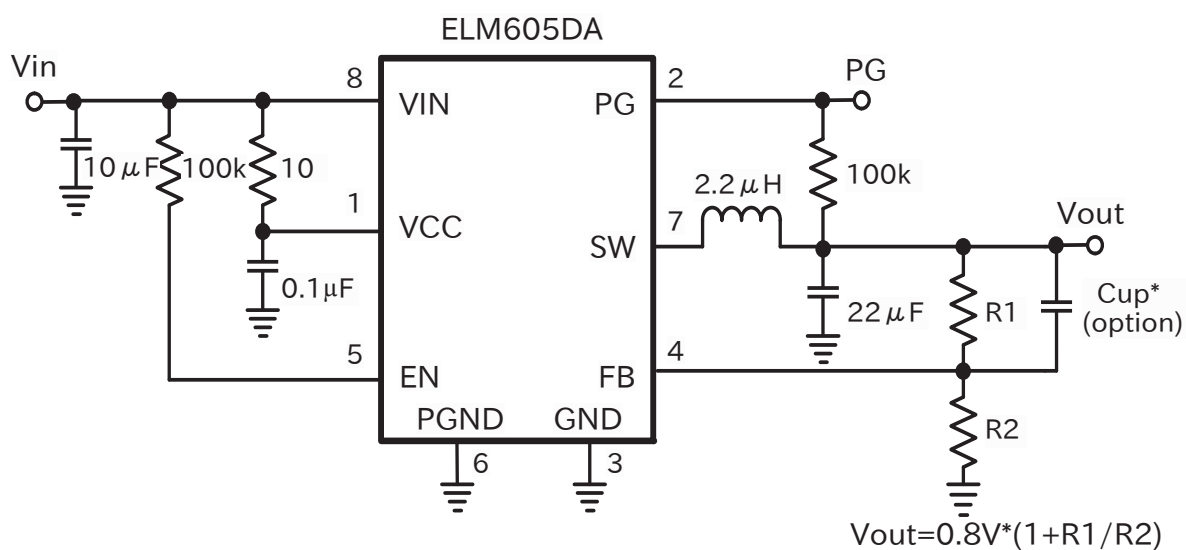 ELM605DA
Vin
8
VIN
PG
2
PG
10μF
100k
10
100k
2.2μH
1
VCC
SW
7
Vout
0.1μF
22μF
R1
Cup*
(option)
5
EN
FB
4
PGND
GND
R2
6
3
Vout=0.8V*(1+R1/R2)